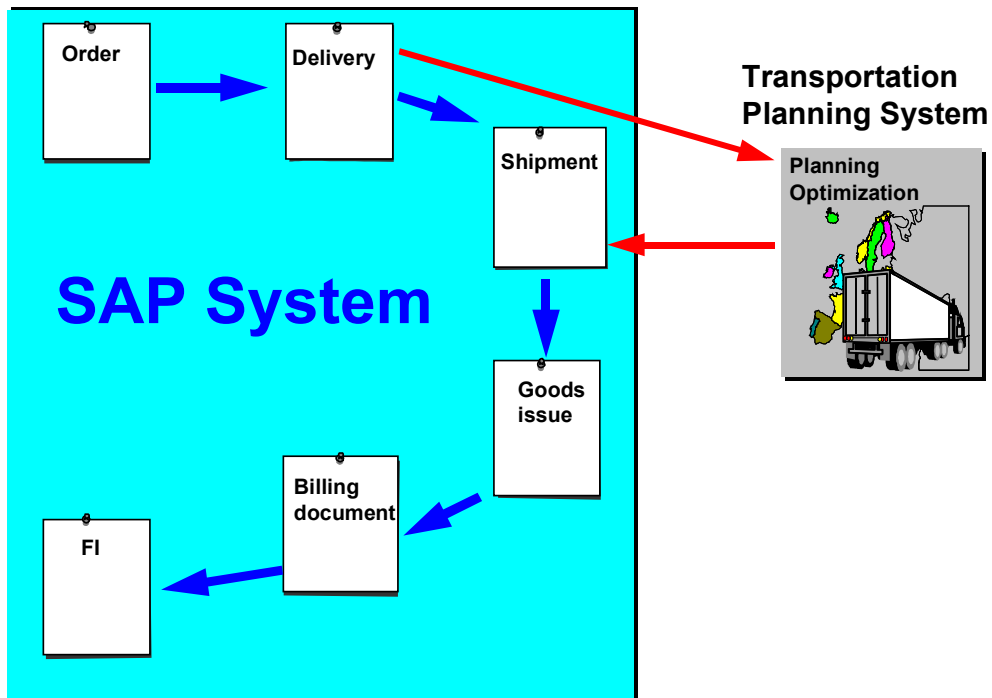 Order
Delivery
Transportation
Planning System
Shipment
Planning
Optimization
SAP System
Goods
issue
Billing
document
FI